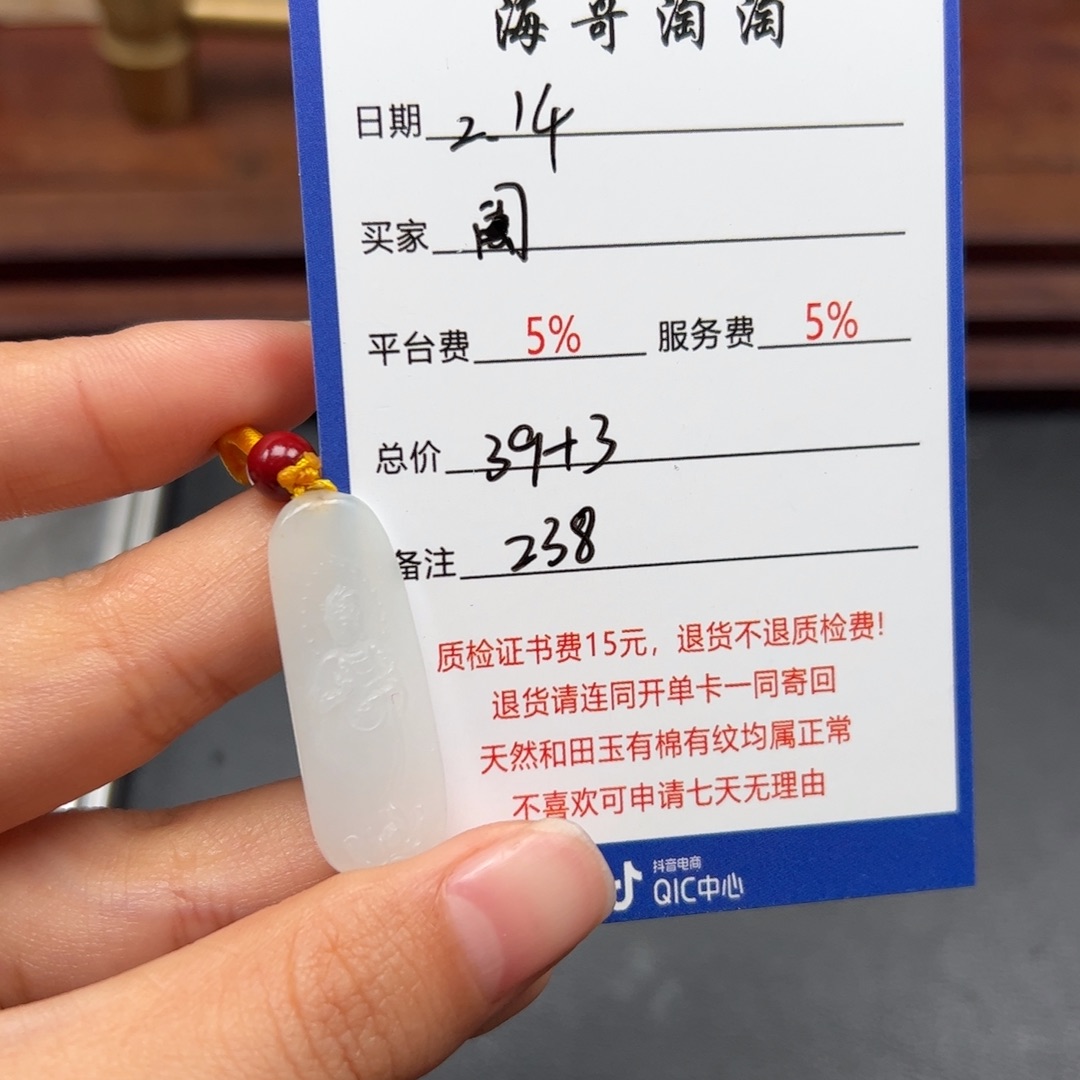 海哥淘淘
日期 2.14
买家
平台费 5% 服务费 5%
总价 39+3
备注 238
质检证书费15元，退货不退质检费!
退货请连同开单卡一同寄回
天然和田玉有棉有纹均属正常
不喜欢可申请七天无理由
抖音电商
QIC中心